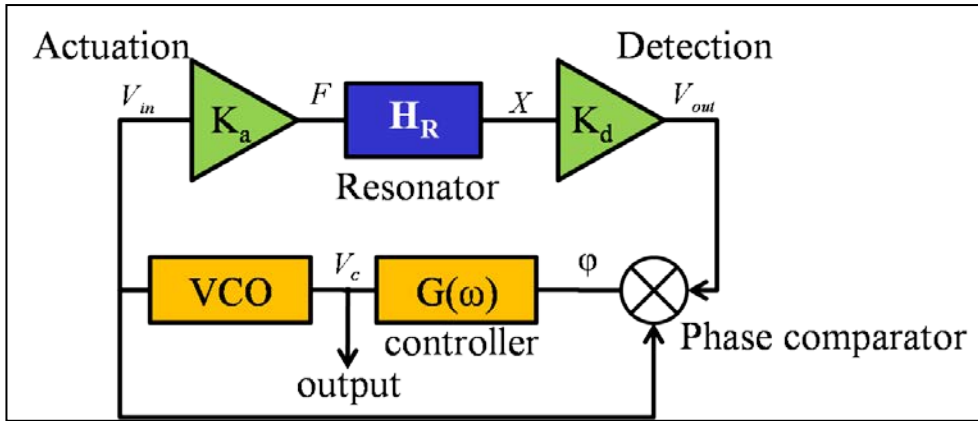 Actuation
Detection
V_in
K_a
F
H_R
X
K_d
V_out
Resonator
VCO
V_c
G(ω)
φ
controller
Phase comparator
output